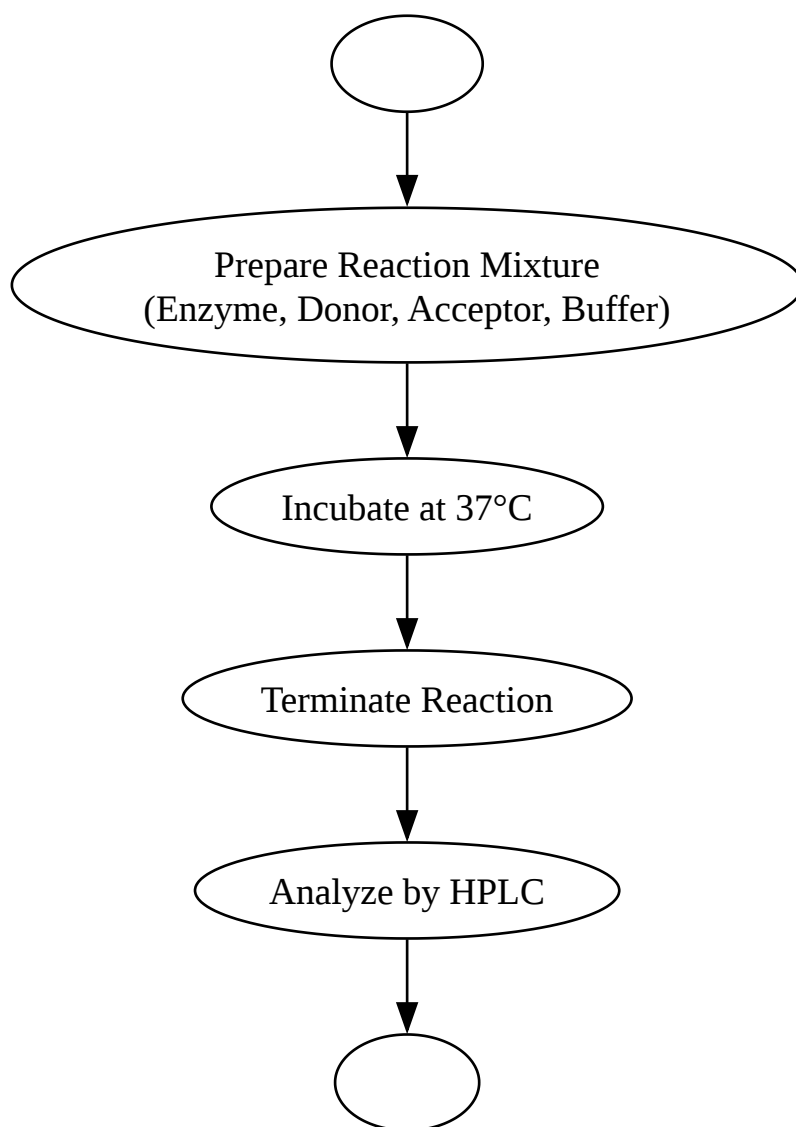 Prepare Reaction Mixture
(Enzyme, Donor, Acceptor, Buffer)
Incubate at 37°C
Terminate Reaction
Analyze by HPLC